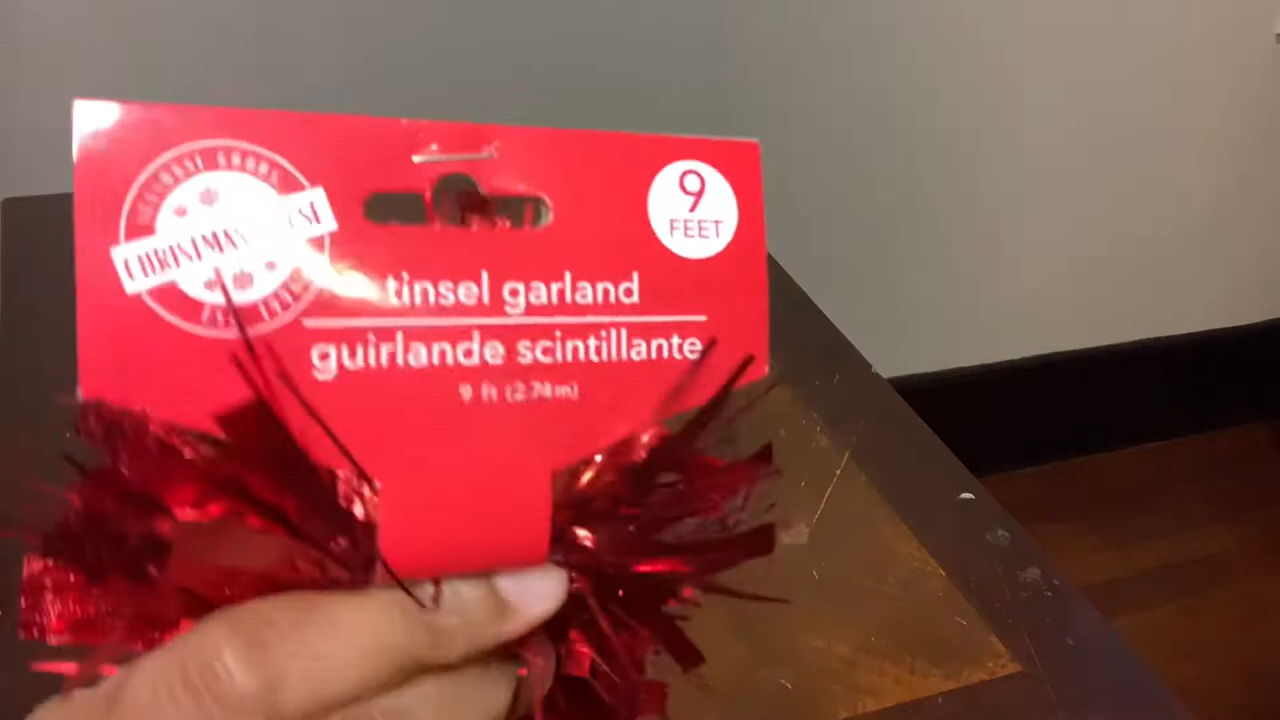 9
FEET
tinsel garland
guirlande scintillante
9 ft (2.74m)